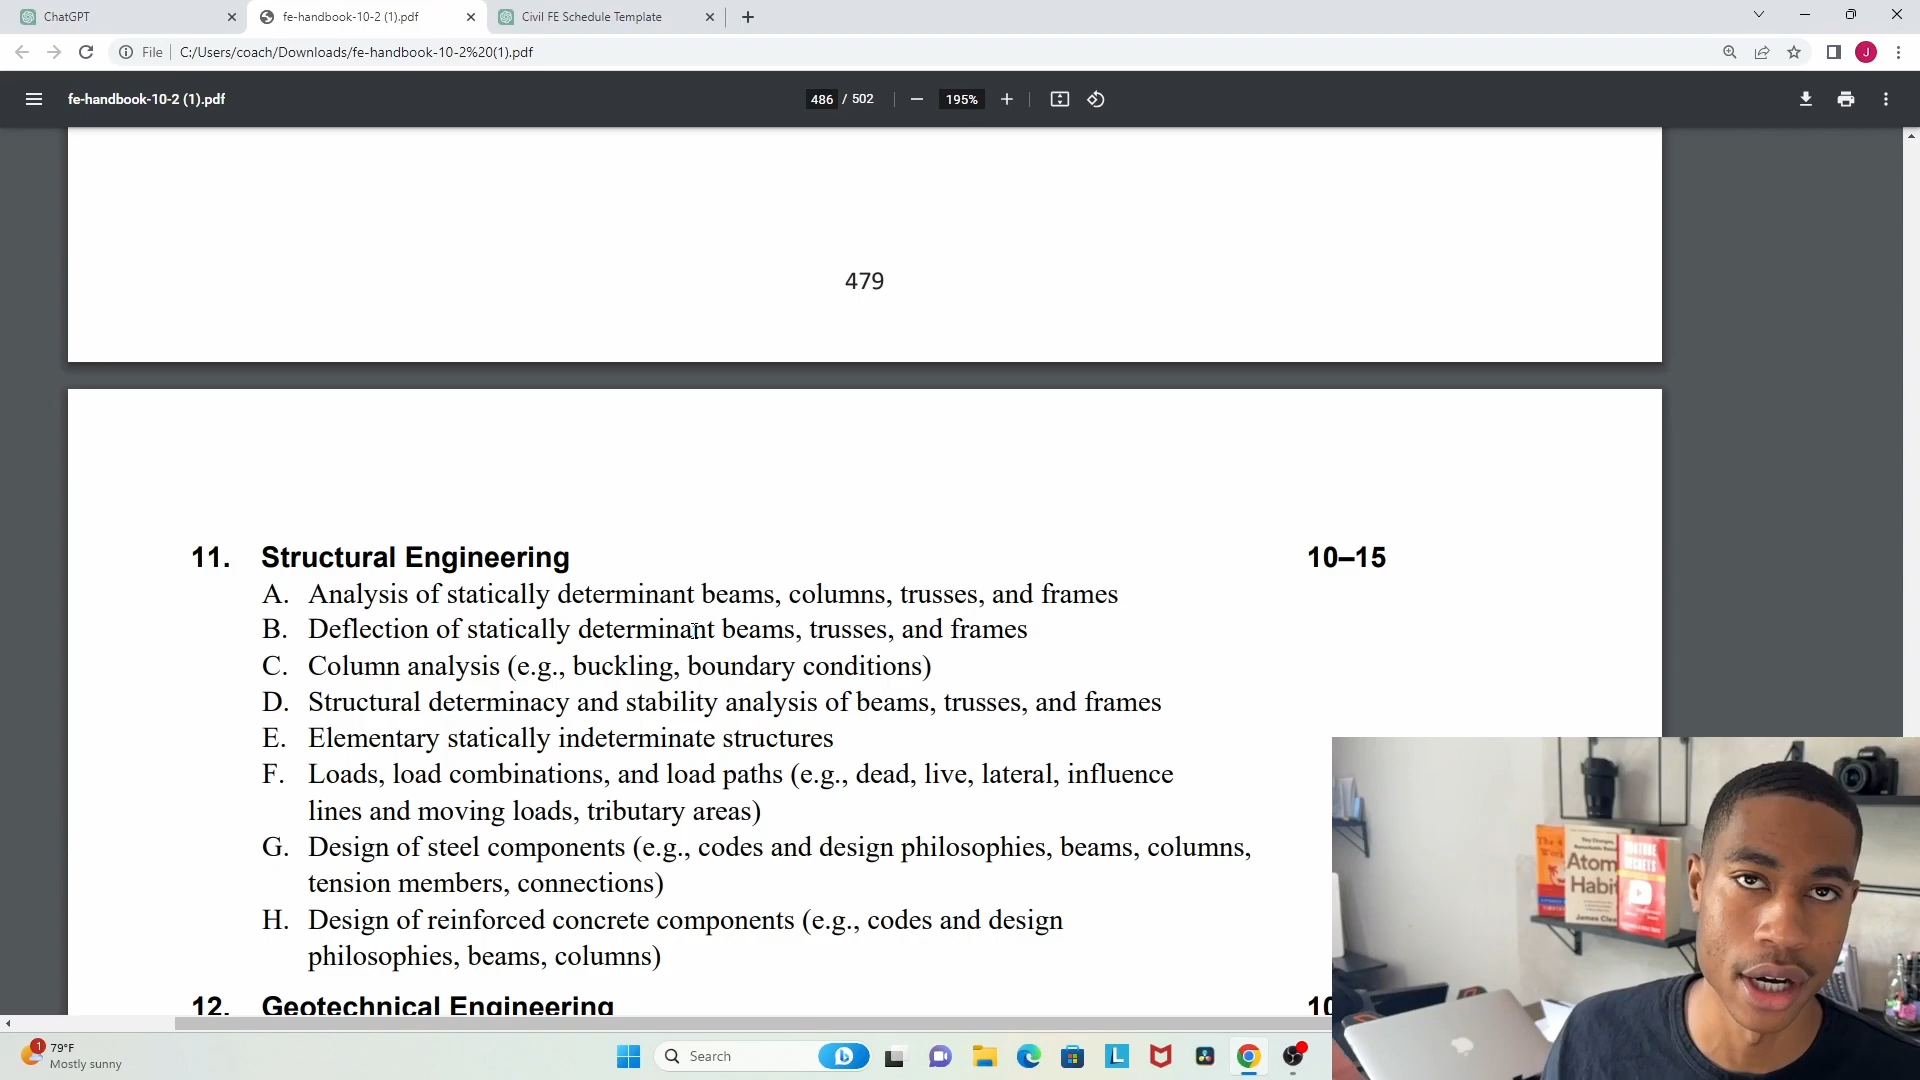 ChatGPT
fe-handbook-10-2 (1).pdf
Civil FE Schedule Template
File
C:/Users/coach/Downloads/fe-handbook-10-2%20(1).pdf
J
fe-handbook-10-2 (1).pdf
486 / 502
195%
479
11. Structural Engineering 10–15
A. Analysis of statically determinant beams, columns, trusses, and frames
B. Deflection of statically determinant beams, trusses, and frames
C. Column analysis (e.g., buckling, boundary conditions)
D. Structural determinacy and stability analysis of beams, trusses, and frames
E. Elementary statically indeterminate structures
F. Loads, load combinations, and load paths (e.g., dead, live, lateral, influence
lines and moving loads, tributary areas)
G. Design of steel components (e.g., codes and design philosophies, beams, columns,
tension members, connections)
H. Design of reinforced concrete components (e.g., codes and design
philosophies, beams, columns)
12. Geotechnical Engineering 10
Atom
Habi
James Clea
1
79°F
Mostly sunny
Search
L